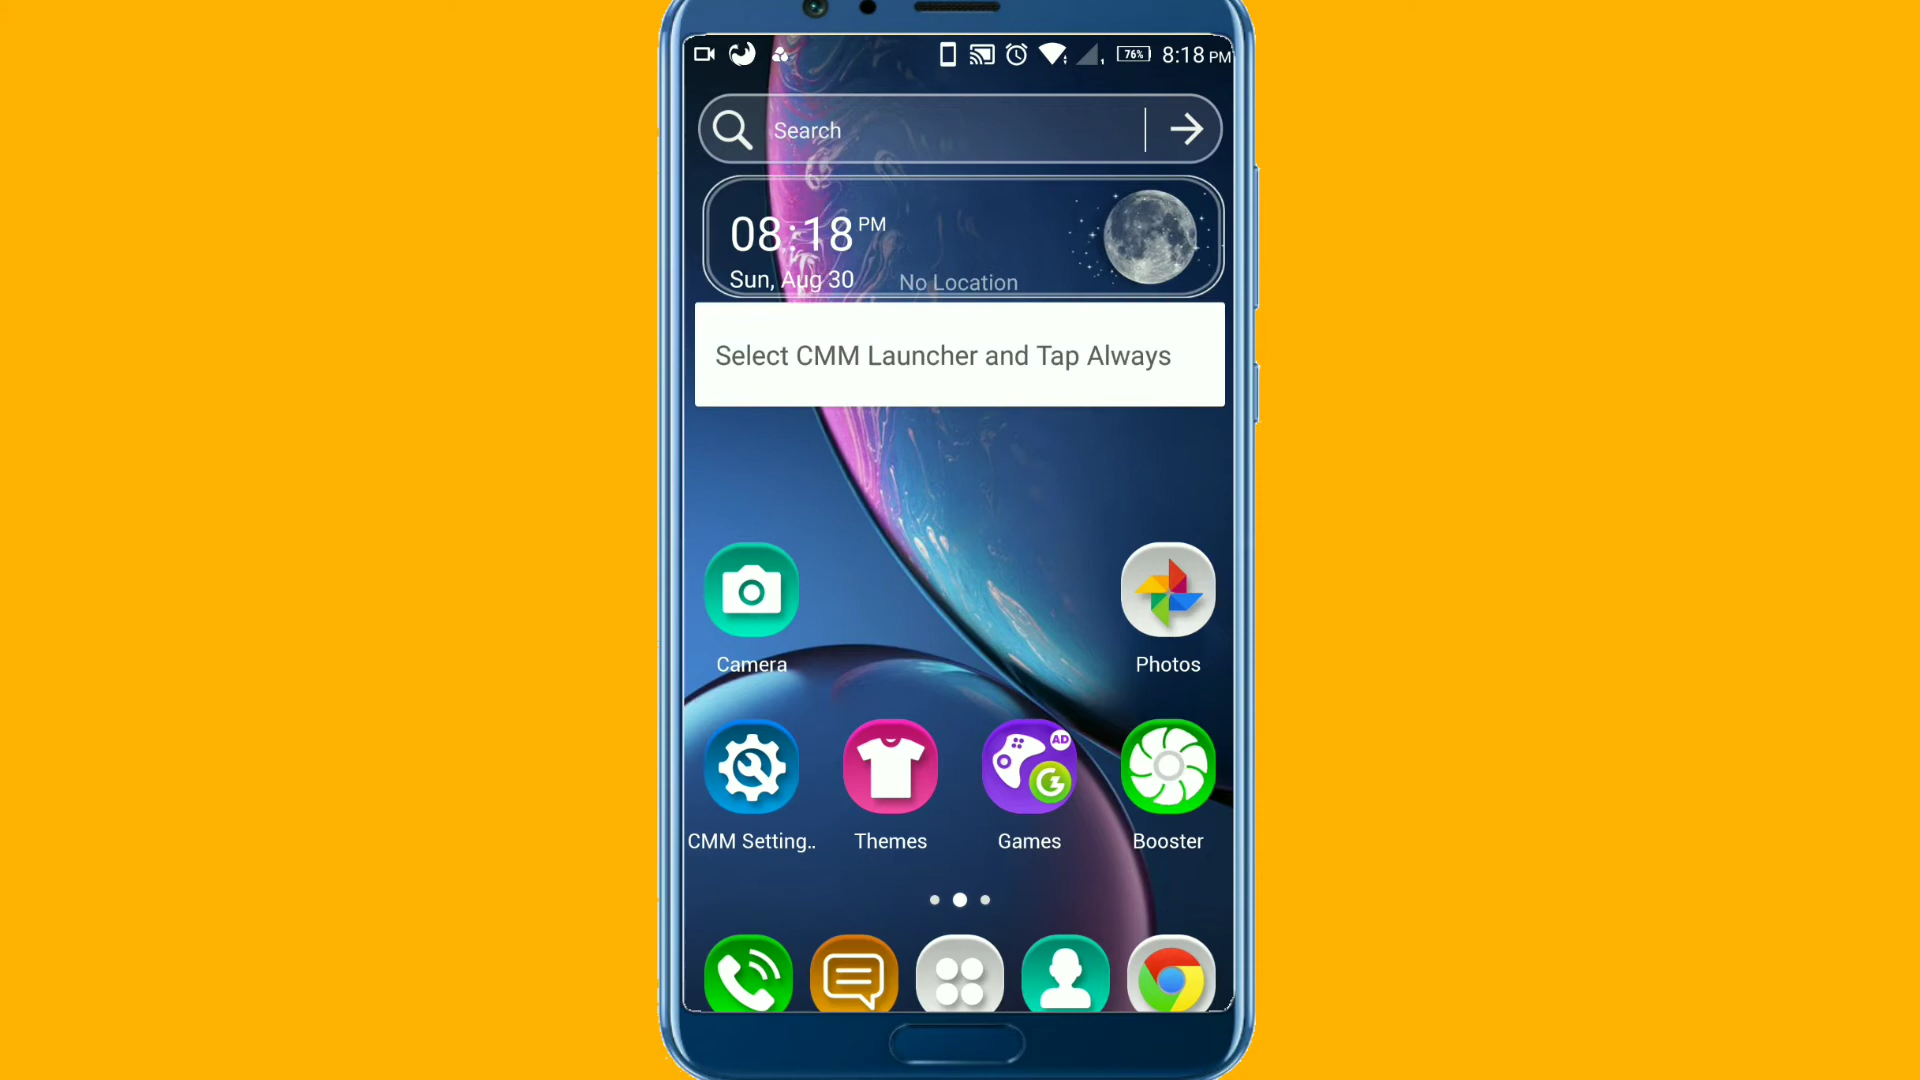 76% 8:18 PM
Search
08:18 PM
Sun, Aug 30 No Location
Select CMM Launcher and Tap Always
Camera Photos
AD
G
CMM Setting.. Themes Games Booster